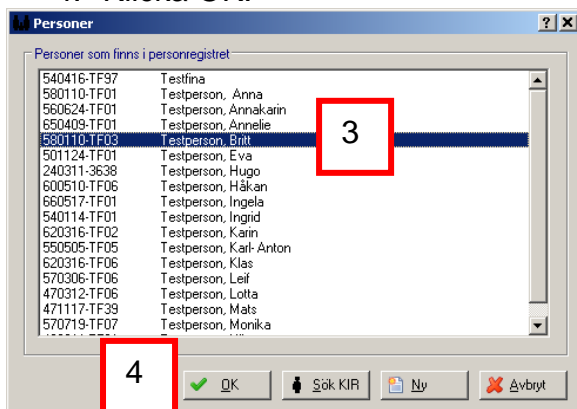 4. Klicka OK.
Personer
Personer som finns i personregistret
540416-TF97 Testfina
580110-TF01 Testperson, Anna
560624-TF01 Testperson, Annakarin
650409-TF01 Testperson, Annelie
580110-TF03 Testperson, Britt
501124-TF01 Testperson, Eva
240311-3638 Testperson, Hugo
600510-TF06 Testperson, Håkan
660517-TF01 Testperson, Ingela
540114-TF01 Testperson, Ingrid
620316-TF02 Testperson, Karin
550505-TF05 Testperson, Karl- Anton
620316-TF06 Testperson, Klas
570306-TF06 Testperson, Leif
470312-TF06 Testperson, Lotta
471117-TF39 Testperson, Mats
570719-TF07 Testperson, Monika
3
4
OK Sök KIR Ny Avbryt